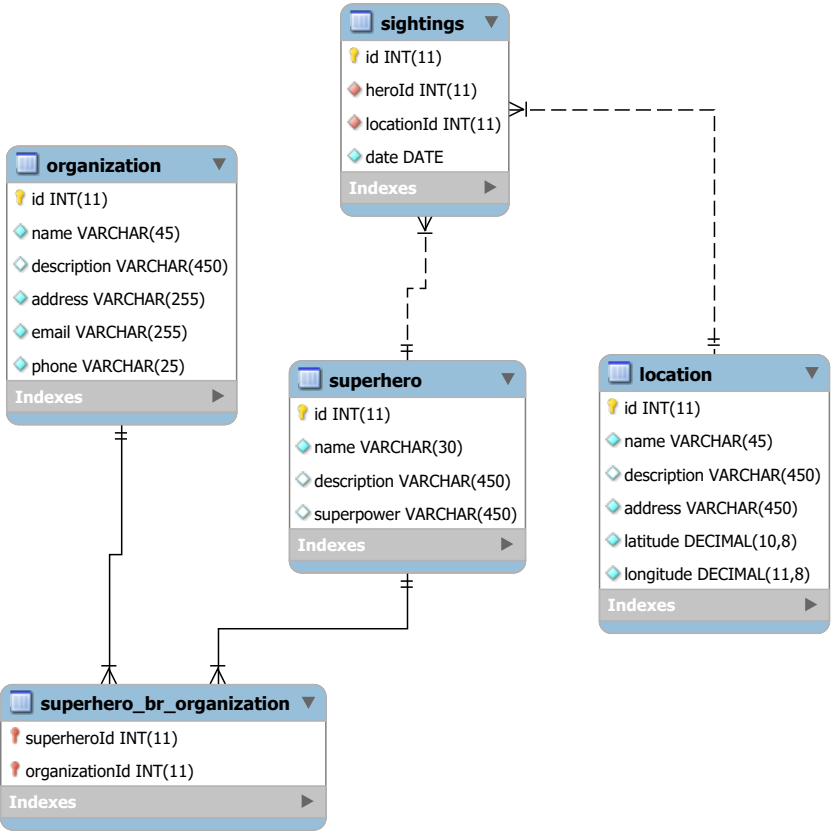 sightings
id INT(11)
heroId INT(11)
locationId INT(11)
date DATE
Indexes
organization
id INT(11)
name VARCHAR(45)
description VARCHAR(450)
address VARCHAR(255)
email VARCHAR(255)
phone VARCHAR(25)
Indexes
superhero
id INT(11)
name VARCHAR(30)
description VARCHAR(450)
superpower VARCHAR(450)
Indexes
location
id INT(11)
name VARCHAR(45)
description VARCHAR(450)
address VARCHAR(450)
latitude DECIMAL(10,8)
longitude DECIMAL(11,8)
Indexes
superhero_br_organization
superheroId INT(11)
organizationId INT(11)
Indexes